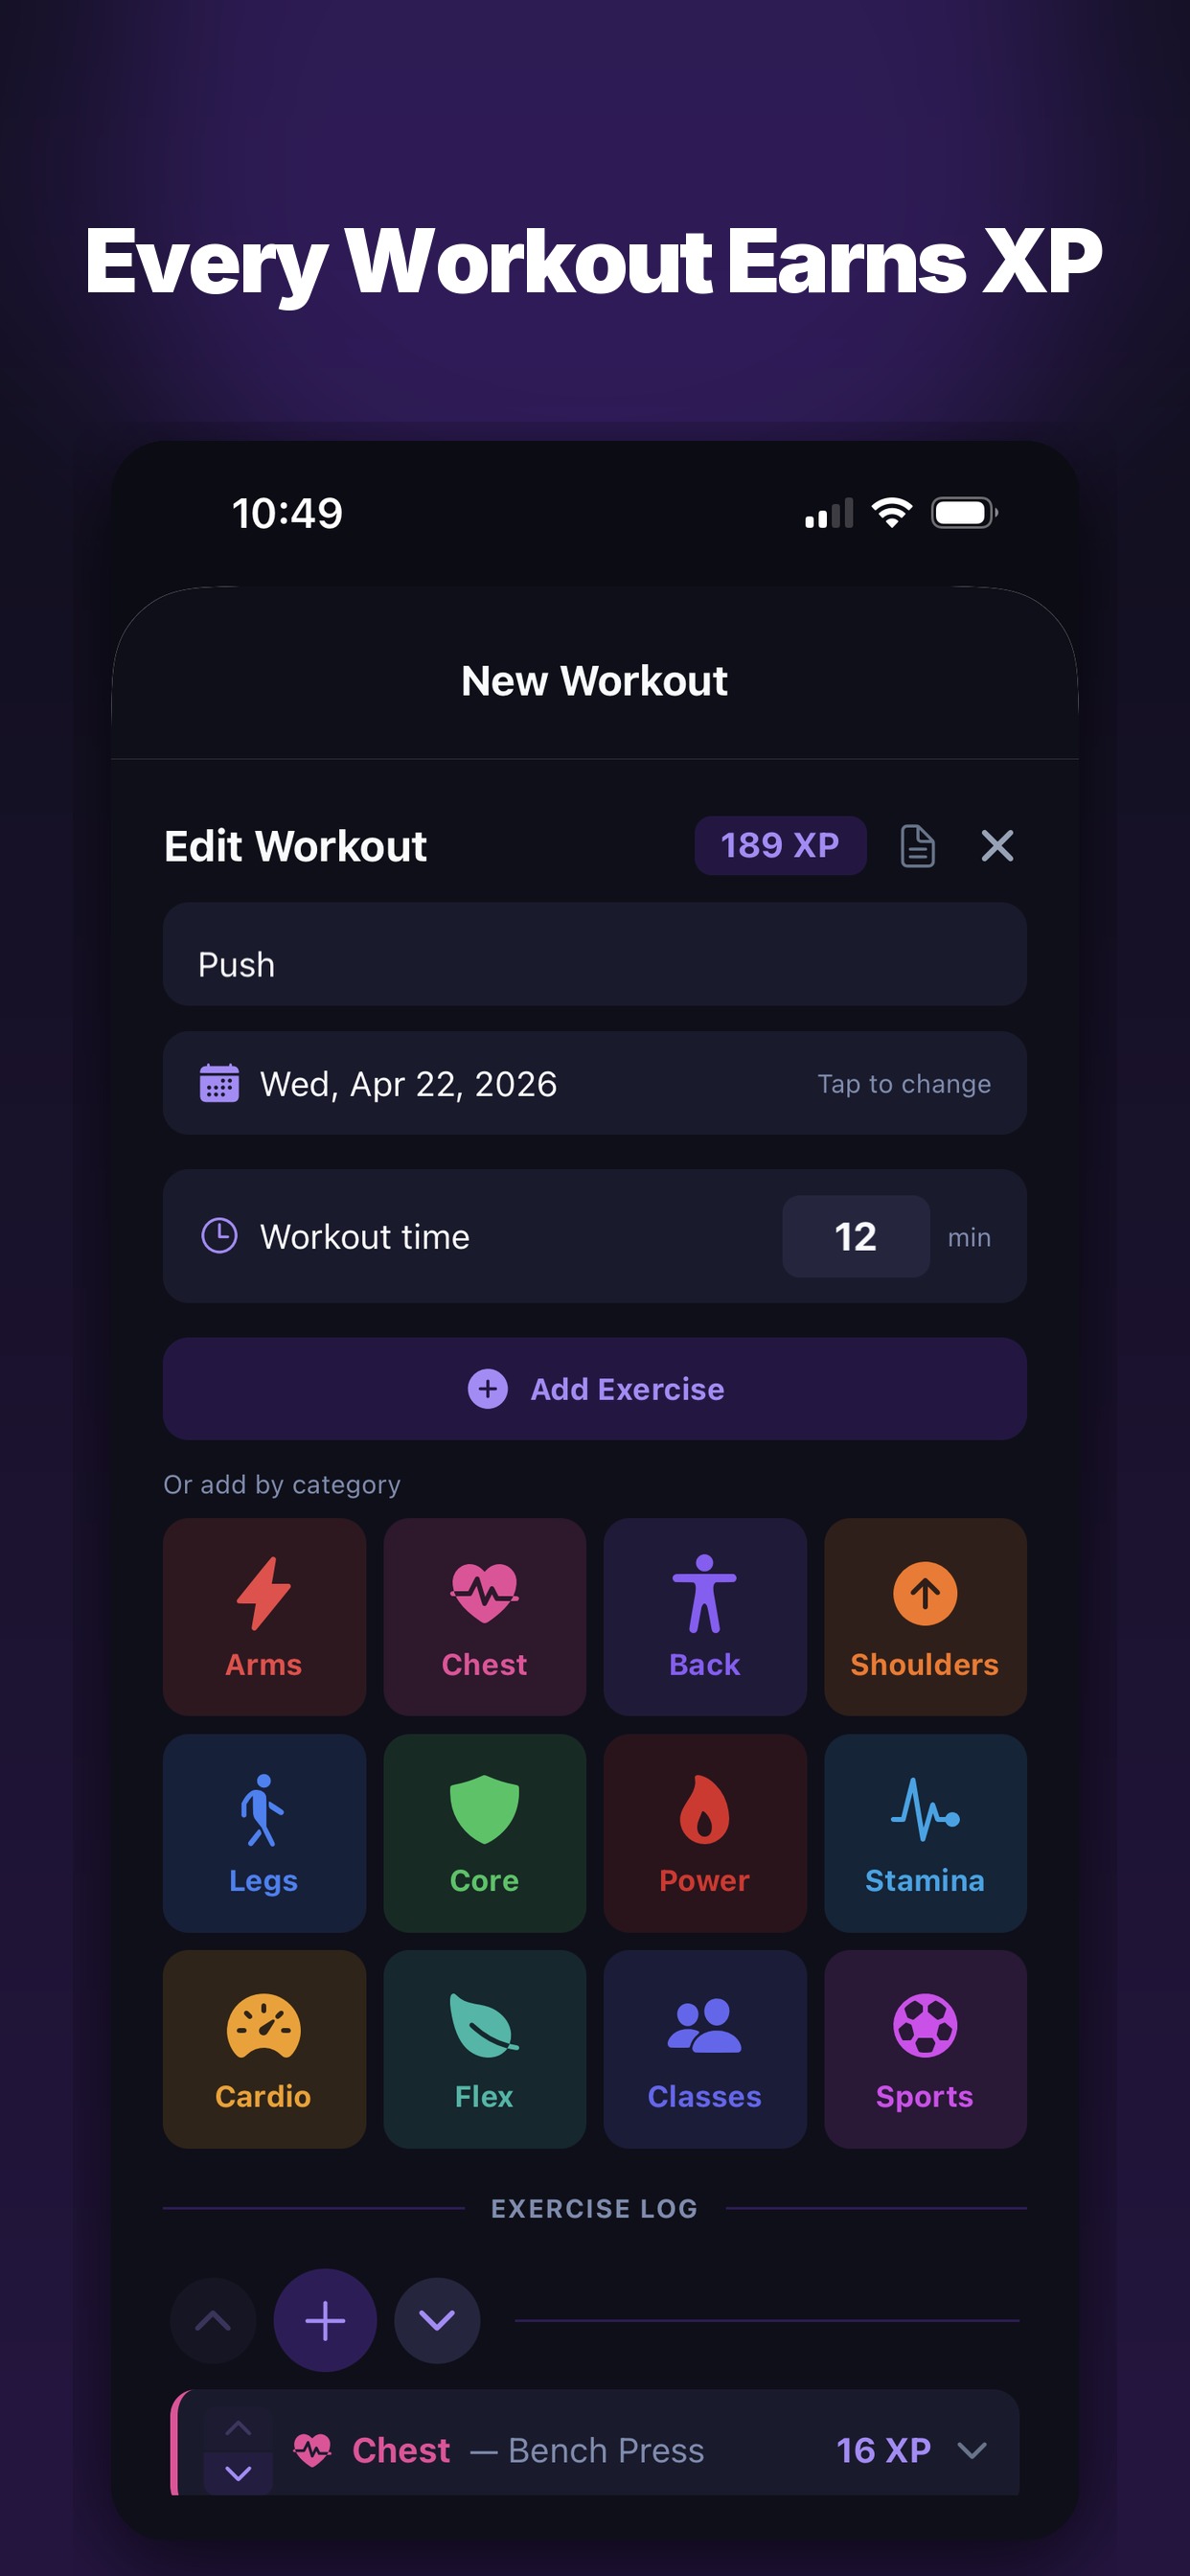 Every Workout Earns XP
10:49
New Workout
Edit Workout 189 XP
Push
Wed, Apr 22, 2026 Tap to change
Workout time 12 min
Add Exercise
Or add by category
Arms Chest Back Shoulders
Legs Core Power Stamina
Cardio Flex Classes Sports
EXERCISE LOG
Chest — Bench Press 16 XP